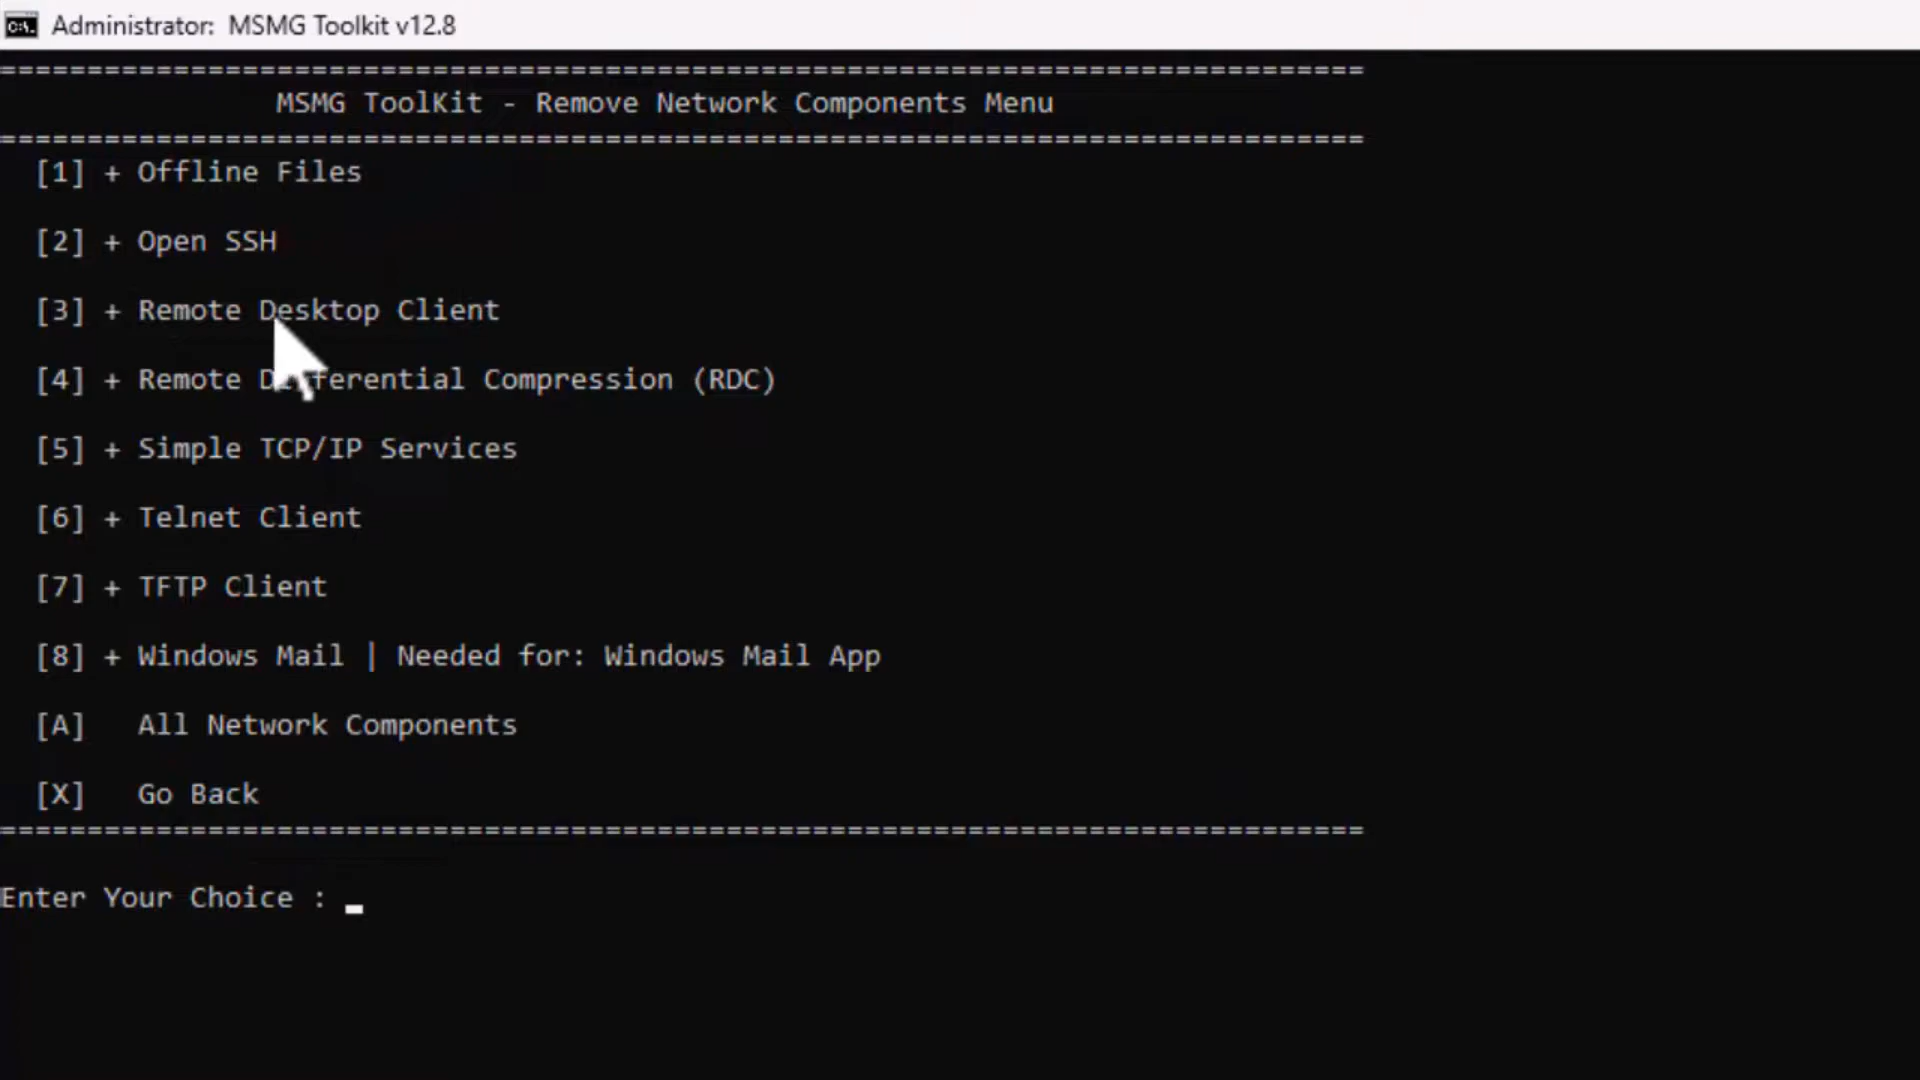 Administrator: MSMG Toolkit v12.8
===============================================================================
MSMG ToolKit - Remove Network Components Menu
===============================================================================
[1] + Offline Files
[2] + Open SSH
[3] + Remote Desktop Client
[4] + Remote Differential Compression (RDC)
[5] + Simple TCP/IP Services
[6] + Telnet Client
[7] + TFTP Client
[8] + Windows Mail | Needed for: Windows Mail App
[A] All Network Components
[X] Go Back
===============================================================================
Enter Your Choice : _